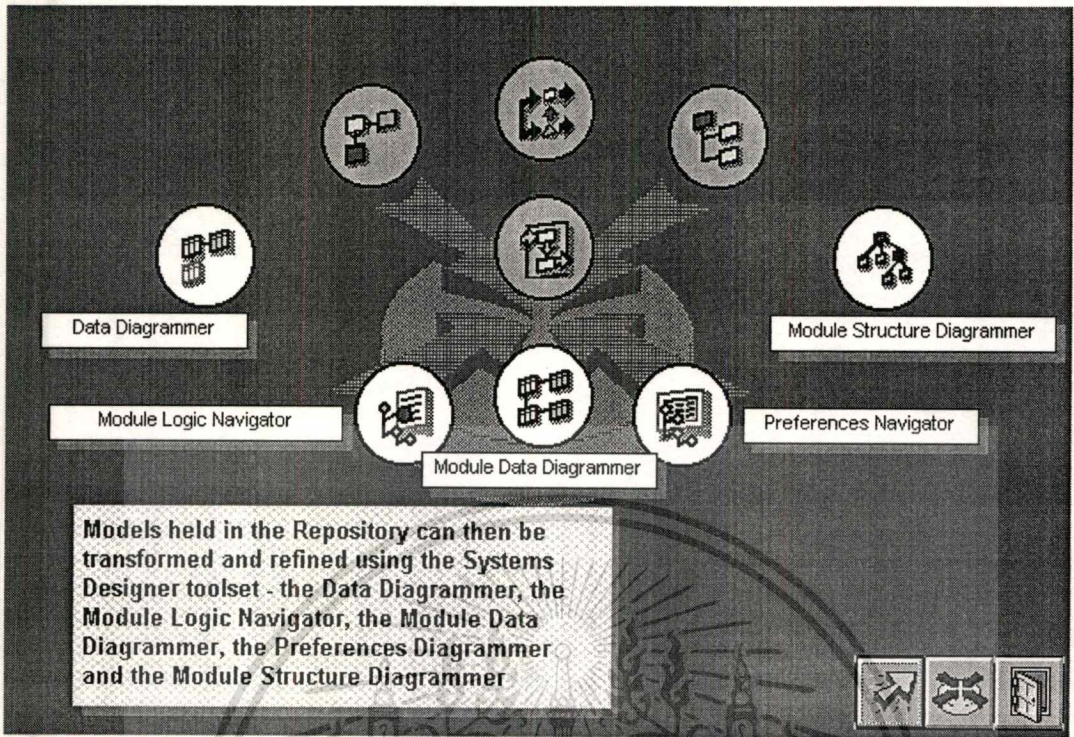 Data Diagrammer
Module Structure Diagrammer
Module Logic Navigator
Preferences Navigator
Module Data Diagrammer
Models held in the Repository can then be
transformed and refined using the Systems
Designer toolset - the Data Diagrammer, the
Module Logic Navigator, the Module Data
Diagrammer, the Preferences Diagrammer
and the Module Structure Diagrammer